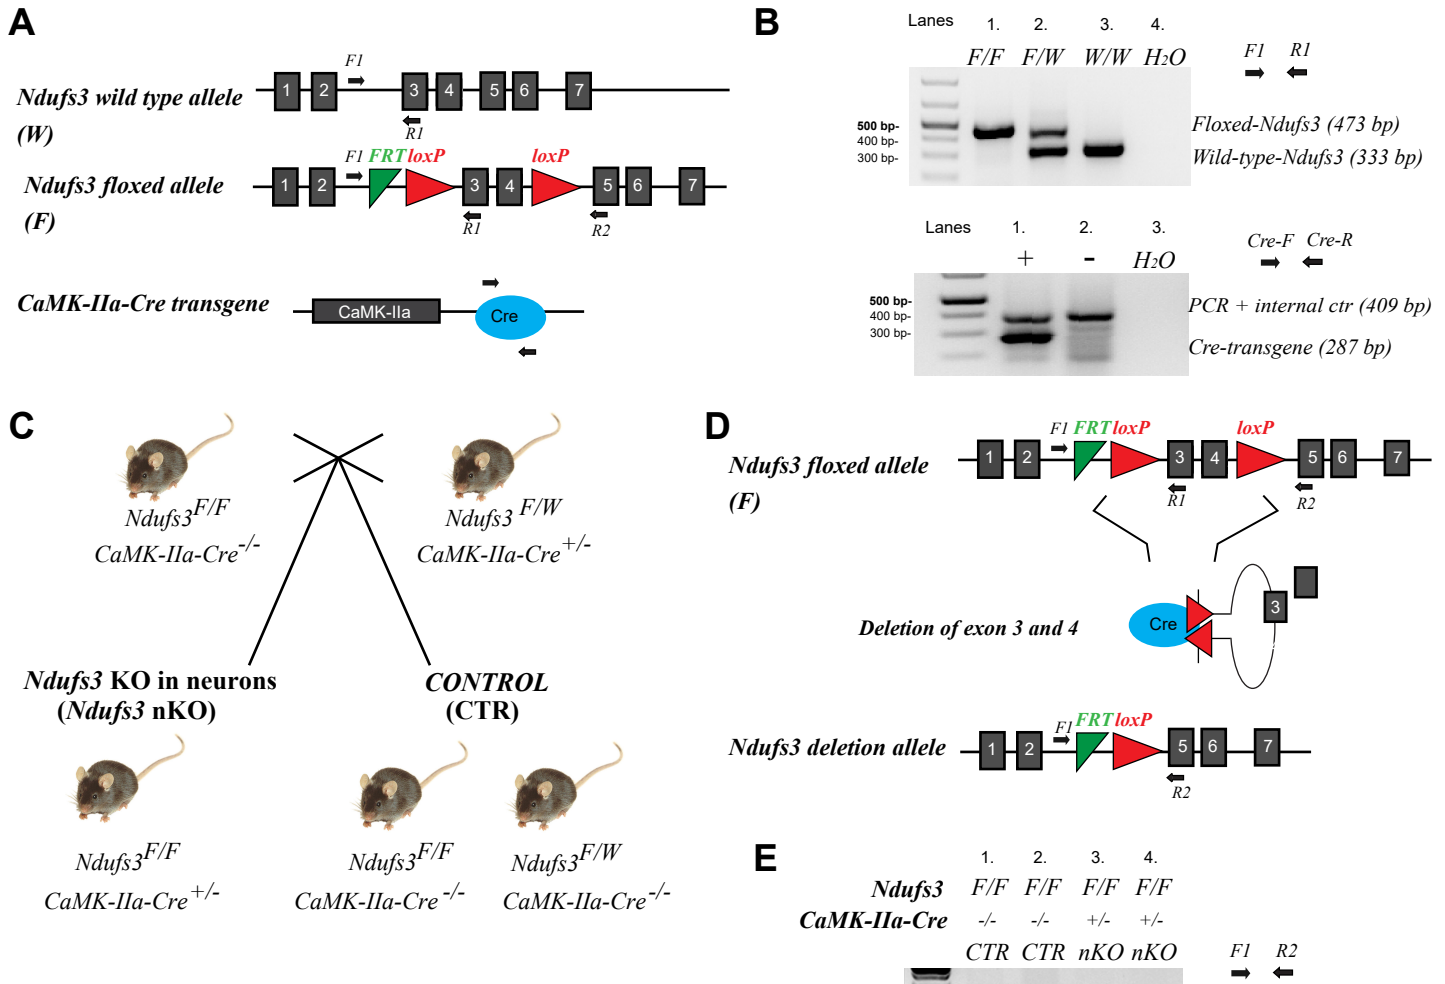 A
F1
1 2 3 4 5 6 7
Ndufs3 wild type allele
(W)
R1
F1 FRT loxP loxP
1 2 3 4 5 6 7
Ndufs3 floxed allele
(F)
R1 R2
CaMK-IIa-Cre transgene
CaMK-IIa
Cre
B
Lanes 1. 2. 3. 4.
F/F F/W W/W H2O
F1 R1
500 bp-
400 bp-
300 bp-
Floxed-Ndufs3 (473 bp)
Wild-type-Ndufs3 (333 bp)
Lanes 1. 2. 3.
+ - H2O
Cre-F Cre-R
500 bp-
400 bp-
300 bp-
PCR + internal ctr (409 bp)
Cre-transgene (287 bp)
C
Ndufs3F/F
CaMK-IIa-Cre-/-
Ndufs3 F/W
CaMK-IIa-Cre+/-
Ndufs3 KO in neurons
(Ndufs3 nKO)
CONTROL
(CTR)
Ndufs3F/F
CaMK-IIa-Cre+/-
Ndufs3F/F
CaMK-IIa-Cre-/-
Ndufs3F/W
CaMK-IIa-Cre-/-
D
F1 FRT loxP loxP
1 2 3 4 5 6 7
Ndufs3 floxed allele
(F)
R1 R2
Cre
3
Deletion of exon 3 and 4
F1 FRT loxP
1 2 5 6 7
Ndufs3 deletion allele
R2
E
1. 2. 3. 4.
Ndufs3 F/F F/F F/F F/F
CaMK-IIa-Cre -/- -/- +/- +/-
CTR CTR nKO nKO
F1 R2